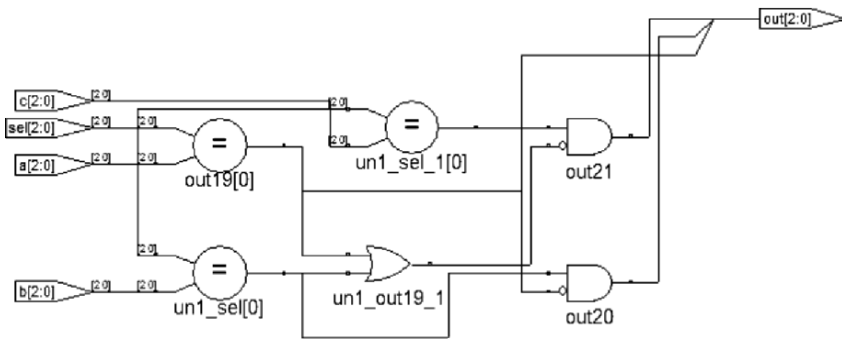 out[2:0]
c[2:0]
[2 0]
[2 0]
sel[2:0]
[2 0]
[2 0]
=
=
a[2:0]
[2 0]
[2 0]
[2 0]
out19[0]
un1_sel_1[0]
out21
[2 0]
=
b[2:0]
[2 0]
[2 0]
un1_sel[0]
un1_out19_1
out20